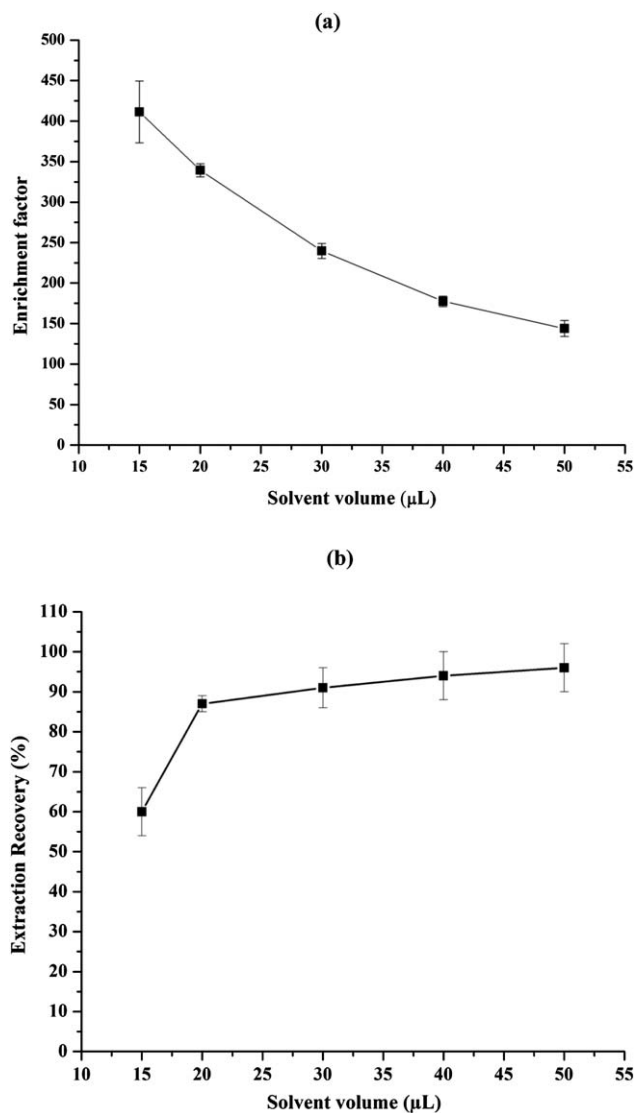 (a)
500
450
400
350
300
250
200
150
100
50
0
Enrichment factor
10 15 20 25 30 35 40 45 50 55
Solvent volume (µL)
(b)
110
100
90
80
70
60
50
40
30
20
10
0
Extraction Recovery (%)
10 15 20 25 30 35 40 45 50 55
Solvent volume (µL)